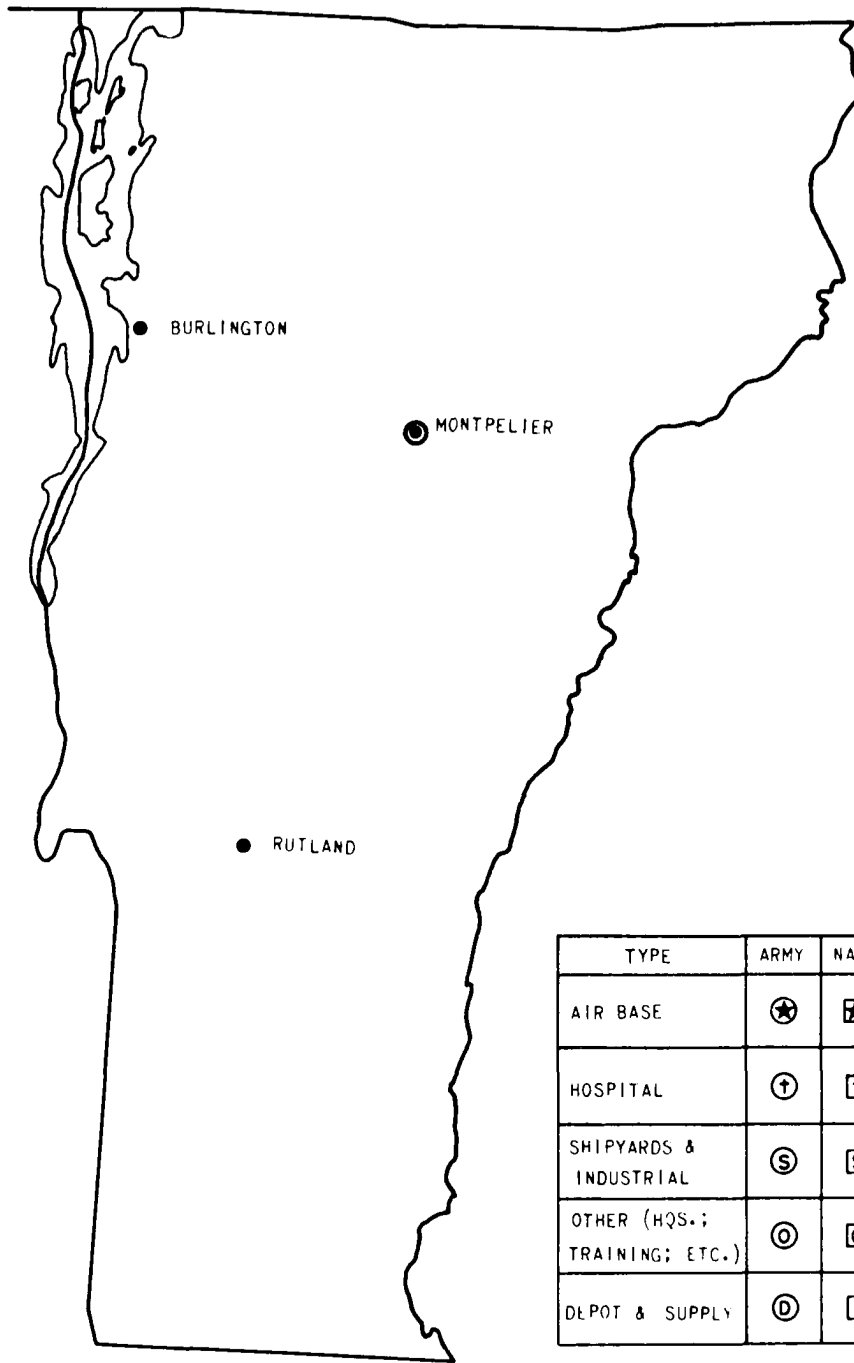 BURLINGTON
MONTPELIER
RUTLAND
TYPE ARMY
AIR BASE
HOSPITAL
SHIPYARDS &
INDUSTRIAL
S
OTHER (HQS.;
TRAINING; ETC.)
O
DEPOT & SUPPLY D